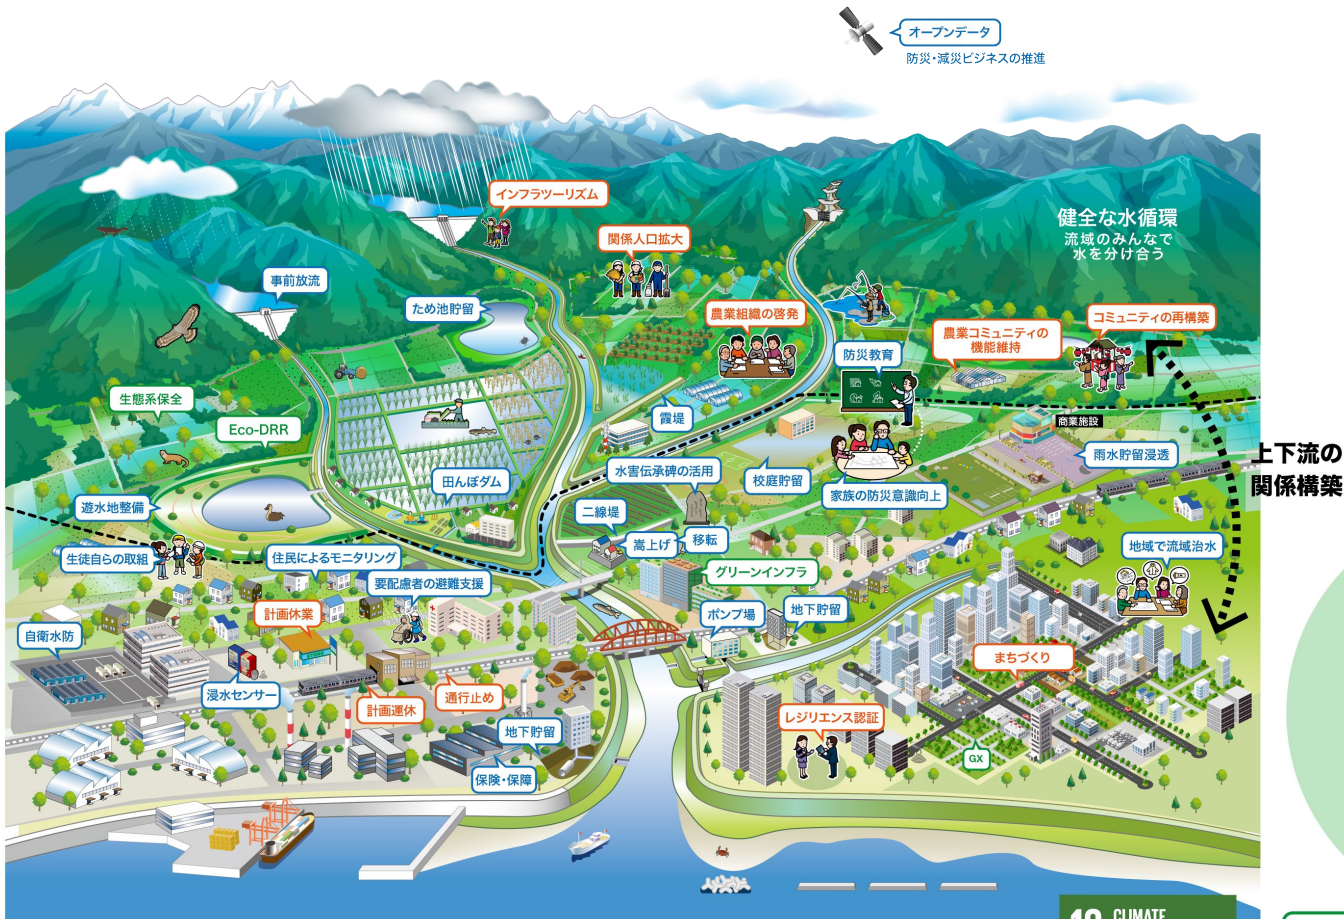 オープンデータ
防災・減災ビジネスの推進
インフラツーリズム
健全な水循環
流域のみんなで
水を分け合う
関係人口拡大
事前放流
ため池貯留
農業組織の啓発
コミュニティの再構築
農業コミュニティの
機能維持
防災教育
生態系保全
霞堤
商業施設
Eco-DRR
雨水貯留浸透
上下流の
関係構築
水害伝承碑の活用
田んぼダム
校庭貯留
家族の防災意識向上
遊水地整備
二線堤
嵩上げ
移転
地域で流域治水
生徒自らの取組
住民によるモニタリング
グリーンインフラ
要配慮者の避難支援
計画休業
ポンプ場
地下貯留
自衛水防
まちづくり
浸水センサー
通行止め
計画運休
レジリエンス認証
地下貯留
GX
保険・保障
CLIMATE